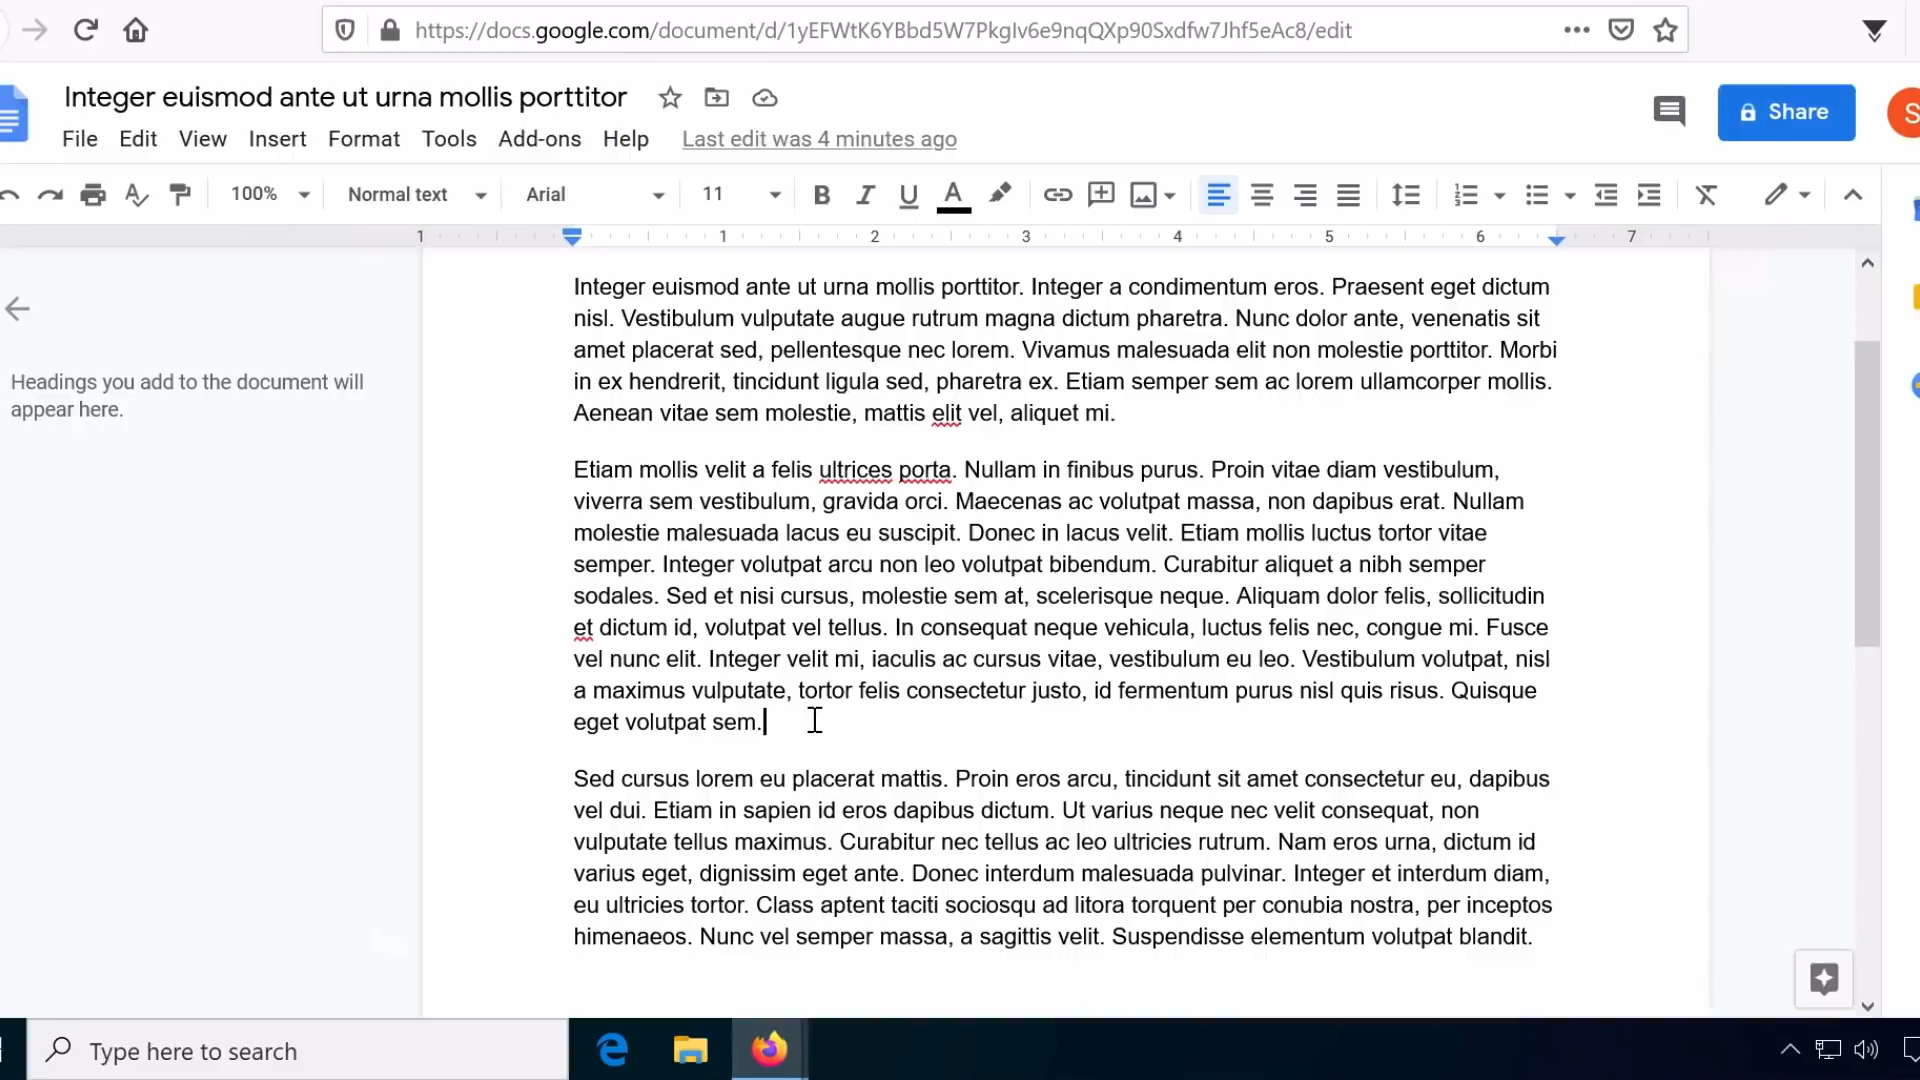 https://docs.google.com/document/d/1yEFWtK6YBbd5W7PkgIv6e9nqQXp90Sxdfw7Jhf5eAc8/edit
Integer euismod ante ut urna mollis porttitor
Share
S
File Edit View Insert Format Tools Add-ons Help Last edit was 4 minutes ago
100% Normal text Arial 11 B I U A
1 1 2 3 4 5 6 7
Headings you add to the document will
appear here.
Integer euismod ante ut urna mollis porttitor. Integer a condimentum eros. Praesent eget dictum
nisl. Vestibulum vulputate augue rutrum magna dictum pharetra. Nunc dolor ante, venenatis sit
amet placerat sed, pellentesque nec lorem. Vivamus malesuada elit non molestie porttitor. Morbi
in ex hendrerit, tincidunt ligula sed, pharetra ex. Etiam semper sem ac lorem ullamcorper mollis.
Aenean vitae sem molestie, mattis elit vel, aliquet mi.
Etiam mollis velit a felis ultrices porta. Nullam in finibus purus. Proin vitae diam vestibulum,
viverra sem vestibulum, gravida orci. Maecenas ac volutpat massa, non dapibus erat. Nullam
molestie malesuada lacus eu suscipit. Donec in lacus velit. Etiam mollis luctus tortor vitae
semper. Integer volutpat arcu non leo volutpat bibendum. Curabitur aliquet a nibh semper
sodales. Sed et nisi cursus, molestie sem at, scelerisque neque. Aliquam dolor felis, sollicitudin
et dictum id, volutpat vel tellus. In consequat neque vehicula, luctus felis nec, congue mi. Fusce
vel nunc elit. Integer velit mi, iaculis ac cursus vitae, vestibulum eu leo. Vestibulum volutpat, nisl
a maximus vulputate, tortor felis consectetur justo, id fermentum purus nisl quis risus. Quisque
eget volutpat sem.
Sed cursus lorem eu placerat mattis. Proin eros arcu, tincidunt sit amet consectetur eu, dapibus
vel dui. Etiam in sapien id eros dapibus dictum. Ut varius neque nec velit consequat, non
vulputate tellus maximus. Curabitur nec tellus ac leo ultricies rutrum. Nam eros urna, dictum id
varius eget, dignissim eget ante. Donec interdum malesuada pulvinar. Integer et interdum diam,
eu ultricies tortor. Class aptent taciti sociosqu ad litora torquent per conubia nostra, per inceptos
himenaeos. Nunc vel semper massa, a sagittis velit. Suspendisse elementum volutpat blandit.
Type here to search